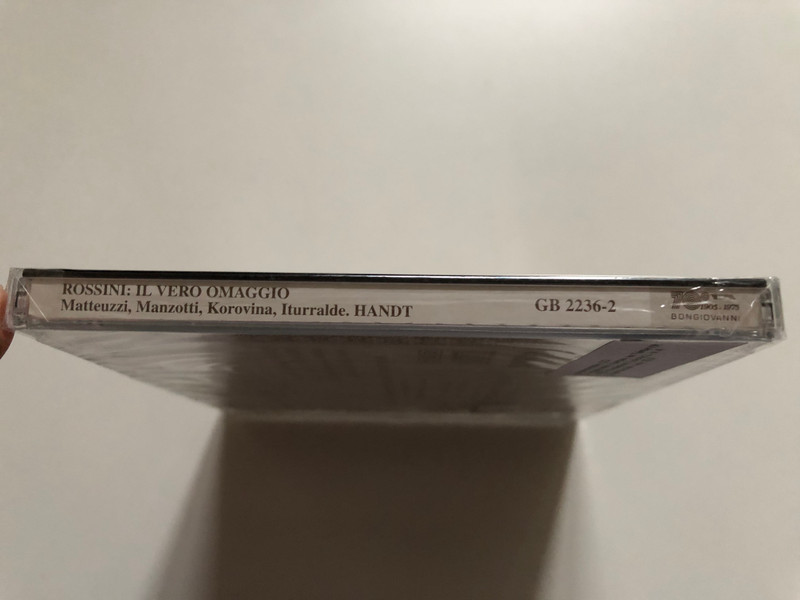 ROSSINI: IL VERO OMAGGIO
Matteuzzi, Manzotti, Korovina, Iturralde. HANDT
GB 2236-2
BONGIOVANNI